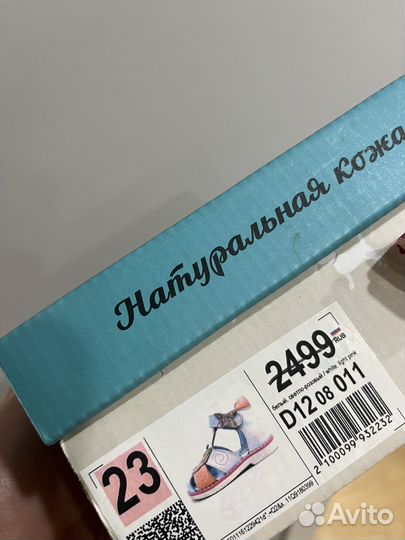 Натуральная кожа
2499 RUB
белый, светло-розовый / white, light pink
D12 08 011
2 100099 932232
23
Avito